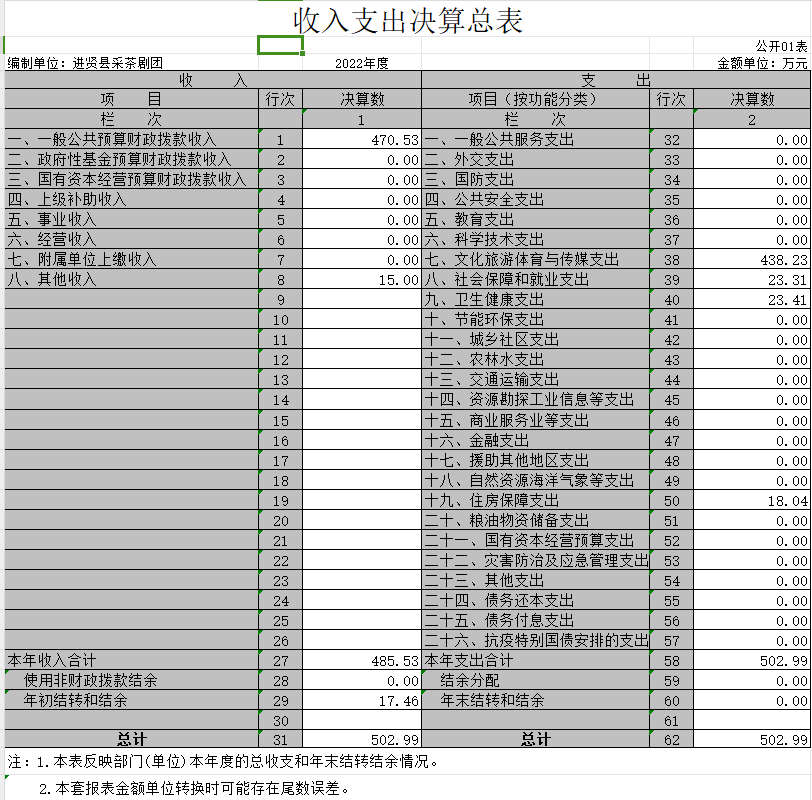 收入支出决算总表
公开01表
编制单位：进贤县采茶剧团 2022年度 金额单位：万元
收 入 支 出
项 目 行次 决算数 项目（按功能分类） 行次 决算数
栏 次 1 栏 次 2
一、一般公共预算财政拨款收入 1 470.53 一、一般公共服务支出 32 0.00
二、政府性基金预算财政拨款收入 2 0.00 二、外交支出 33 0.00
三、国有资本经营预算财政拨款收入 3 0.00 三、国防支出 34 0.00
四、上级补助收入 4 0.00 四、公共安全支出 35 0.00
五、事业收入 5 0.00 五、教育支出 36 0.00
六、经营收入 6 0.00 六、科学技术支出 37 0.00
七、附属单位上缴收入 7 0.00 七、文化旅游体育与传媒支出 38 438.23
八、其他收入 8 15.00 八、社会保障和就业支出 39 23.31
9 九、卫生健康支出 40 23.41
10 十、节能环保支出 41 0.00
11 十一、城乡社区支出 42 0.00
12 十二、农林水支出 43 0.00
13 十三、交通运输支出 44 0.00
14 十四、资源勘探工业信息等支出 45 0.00
15 十五、商业服务业等支出 46 0.00
16 十六、金融支出 47 0.00
17 十七、援助其他地区支出 48 0.00
18 十八、自然资源海洋气象等支出 49 0.00
19 十九、住房保障支出 50 18.04
20 二十、粮油物资储备支出 51 0.00
21 二十一、国有资本经营预算支出 52 0.00
22 二十二、灾害防治及应急管理支出 53 0.00
23 二十三、其他支出 54 0.00
24 二十四、债务还本支出 55 0.00
25 二十五、债务付息支出 56 0.00
26 二十六、抗疫特别国债安排的支出 57 0.00
本年收入合计 27 485.53 本年支出合计 58 502.99
使用非财政拨款结余 28 0.00 结余分配 59 0.00
年初结转和结余 29 17.46 年末结转和结余 60 0.00
30 61
总计 31 502.99 总计 62 502.99
注：1.本表反映部门(单位)本年度的总收支和年末结转结余情况。
2.本套报表金额单位转换时可能存在尾数误差。